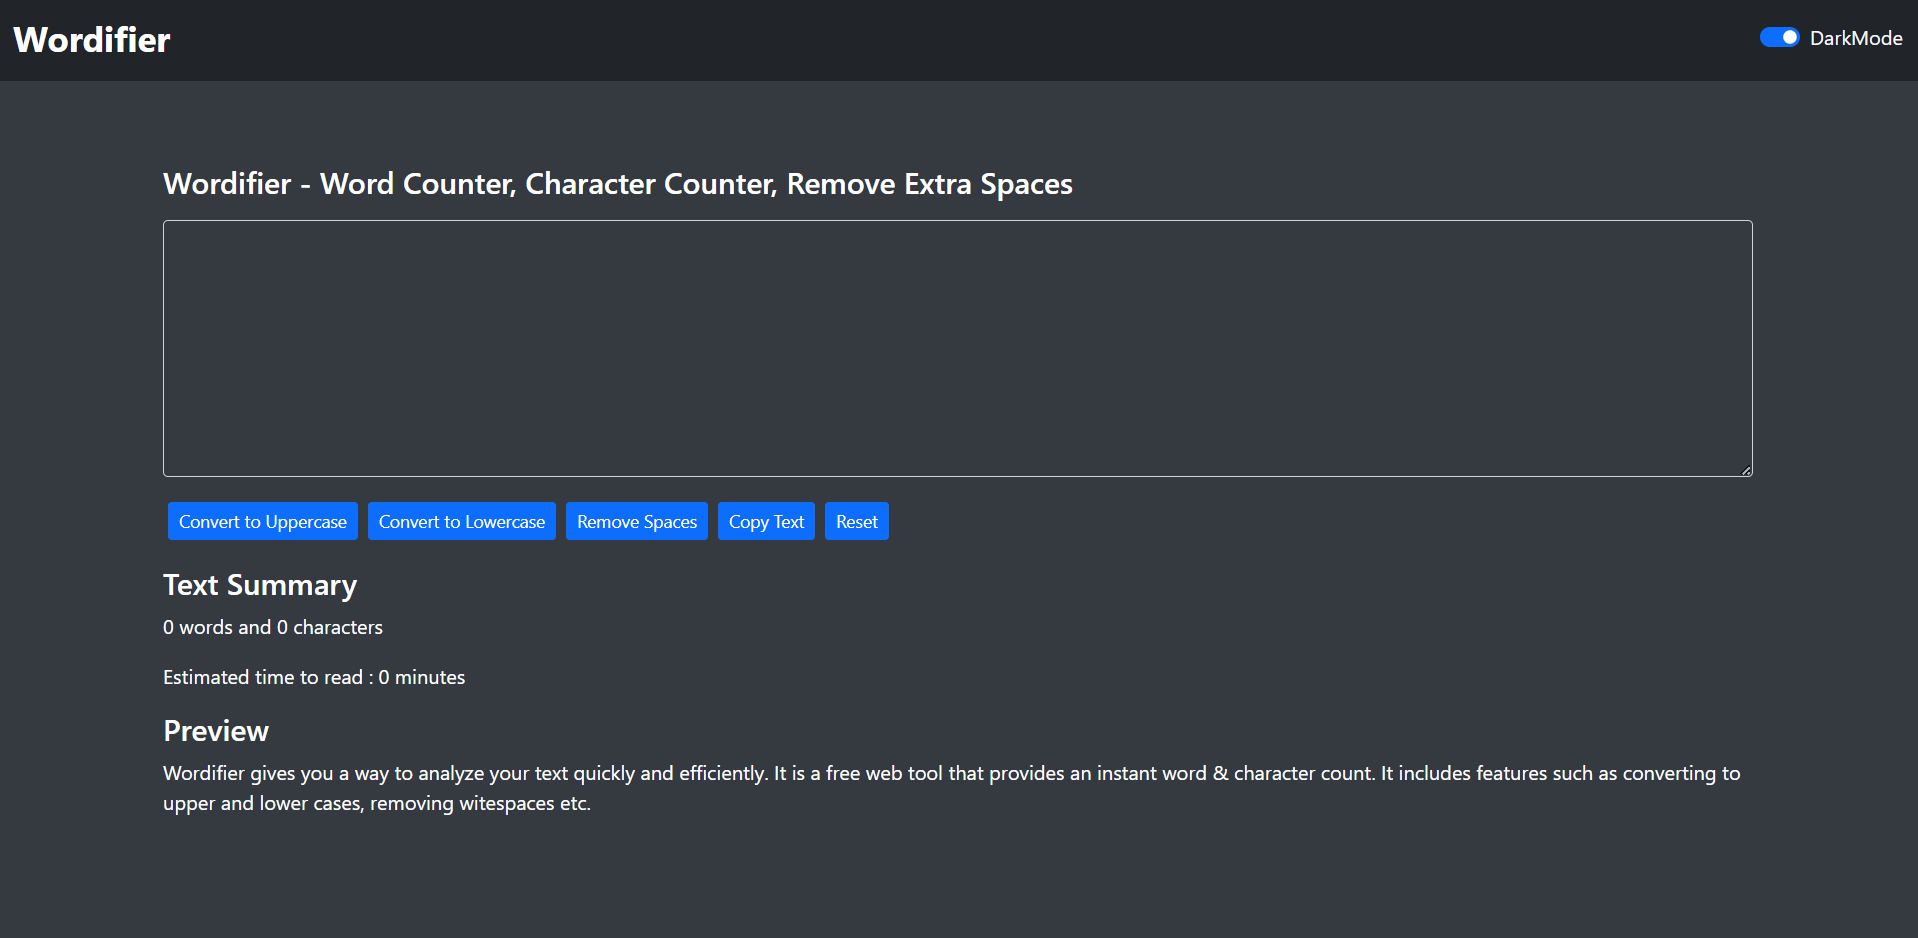 Wordifier
DarkMode
Wordifier - Word Counter, Character Counter, Remove Extra Spaces
Convert to Uppercase
Convert to Lowercase
Remove Spaces
Copy Text
Reset
Text Summary
0 words and 0 characters
Estimated time to read : 0 minutes
Preview
Wordifier gives you a way to analyze your text quickly and efficiently. It is a free web tool that provides an instant word & character count. It includes features such as converting to
upper and lower cases, removing witespaces etc.